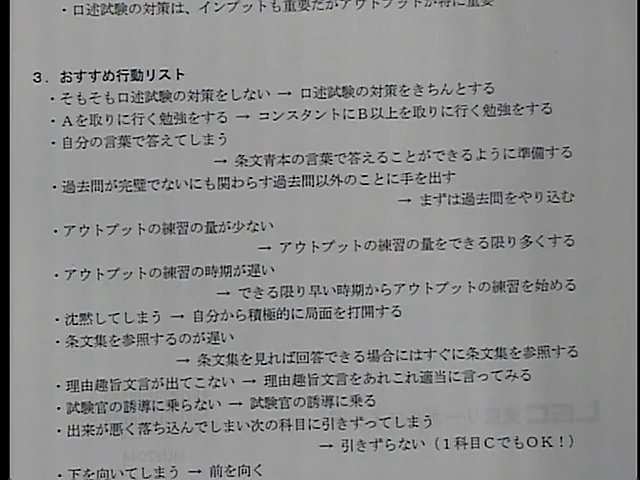 ・口述試験の対策は、インプットも重要だがアウトプットが特に重要
３．おすすめ行動リスト
・そもそも口述試験の対策をしない → 口述試験の対策をきちんとする
・Ａを取りに行く勉強をする → コンスタントにＢ以上を取りに行く勉強をする
・自分の言葉で答えてしまう
→ 条文青本の言葉で答えることができるように準備する
・過去問が完璧でないにも関わらす過去問以外のことに手を出す
→ まずは過去問をやり込む
・アウトプットの練習の量が少ない
→ アウトプットの練習の量をできる限り多くする
・アウトプットの練習の時期が遅い
→ できる限り早い時期からアウトプットの練習を始める
・沈黙してしまう → 自分から積極的に局面を打開する
・条文集を参照するのが遅い
→ 条文集を見れば回答できる場合にはすぐに条文集を参照する
・理由趣旨文言が出てこない → 理由趣旨文言をあれこれ適当に言ってみる
・試験官の誘導に乗らない → 試験官の誘導に乗る
・出来が悪く落ち込んでしまい次の科目に引きずってしまう
→ 引きずらない（１科目ＣでもＯＫ！）
・下を向いてしまう → 前を向く